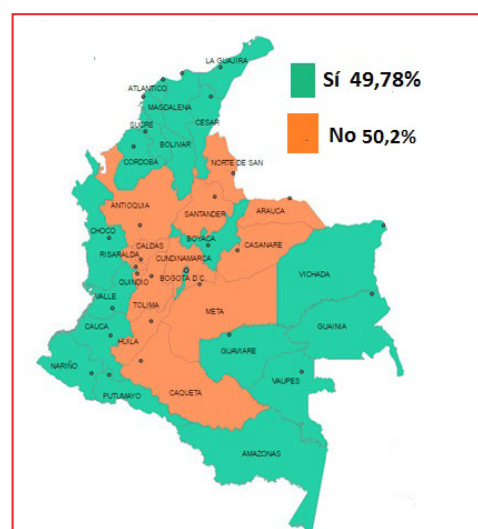 LA GUAJIRA
Sí 49,78%
ATLANTICO
MAGDALENA
CESAR
No 50,2%
SUCRE
BOLIVAR
CORDOBA
NORTE DE SAN
ANTIOQUIA
SANTANDER
ARAUCA
CHOCO
BOYACA
CALDAS
CASANARE
RISARALDA
CUNDINAMARCA
VICHADA
BOGOTA D.C.
QUINDIO
VALLE
TOLIMA
META
GUAINIA
CAUCA
HUILA
GUAVIARE
NARIÑO
VAUPES
CAQUETA
PUTUMAYO
AMAZONAS